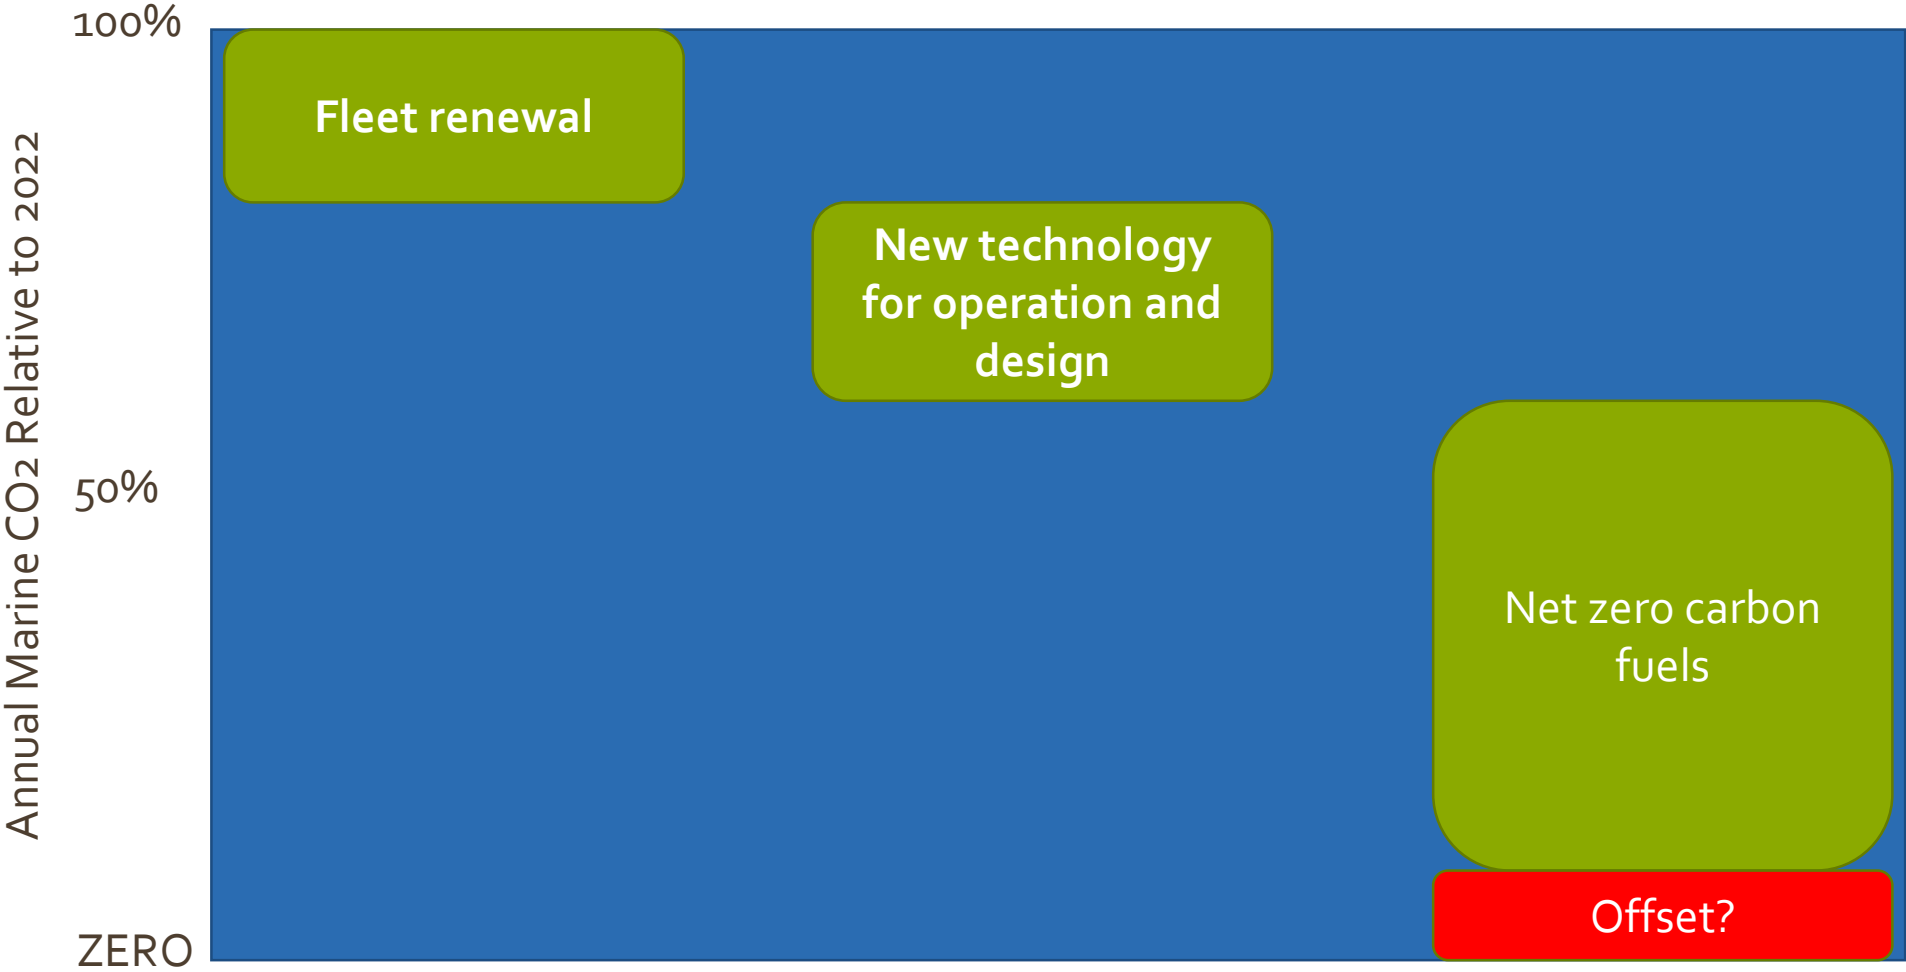 100%
Fleet renewal
New technology
for operation and
design
Annual Marine CO2 Relative to 2022
50%
Net zero carbon
fuels
Offset?
ZERO